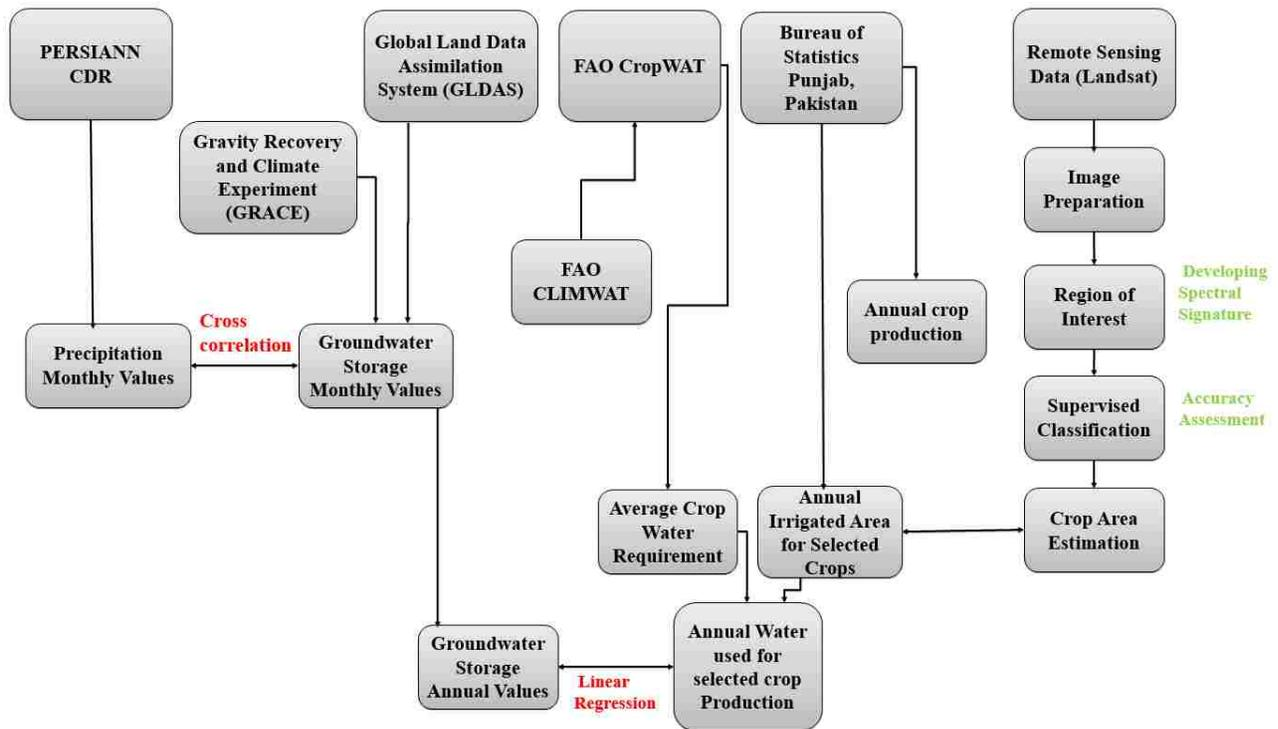 PERSIANN
CDR
Global Land Data
Assimilation
System (GLDAS)
FAO CropWAT
Bureau of
Statistics
Punjab,
Pakistan
Remote Sensing
Data (Landsat)
Gravity Recovery
and Climate
Experiment
(GRACE)
Image
Preparation
FAO
CLIMWAT
Annual crop
production
Region of
Interest
Developing
Spectral
Signature
Precipitation
Monthly Values
Cross
correlation
Groundwater
Storage
Monthly Values
Supervised
Classification
Accuracy
Assessment
Average Crop
Water
Requirement
Annual
Irrigated Area
for Selected
Crops
Crop Area
Estimation
Groundwater
Storage
Annual Values
Linear
Regression
Annual Water
used for
selected crop
Production